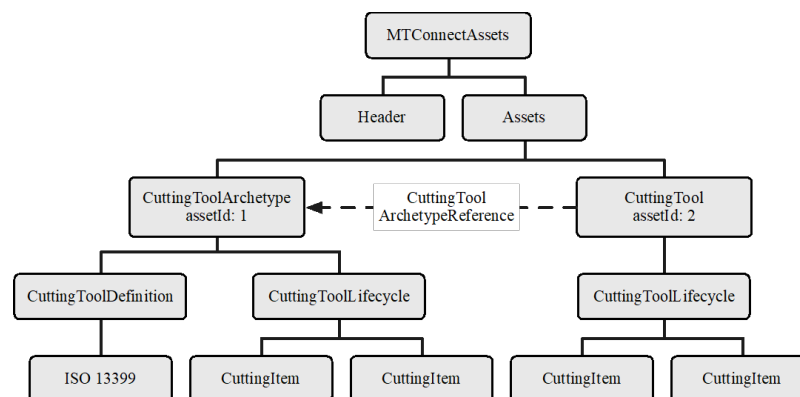 MTConnectAssets
Header
Assets
CuttingToolArchetype
assetId: 1
CuttingTool
ArchetypeReference
CuttingTool
assetId: 2
CuttingToolDefinition
CuttingToolLifecycle
CuttingToolLifecycle
ISO 13399
CuttingItem
CuttingItem
CuttingItem
CuttingItem